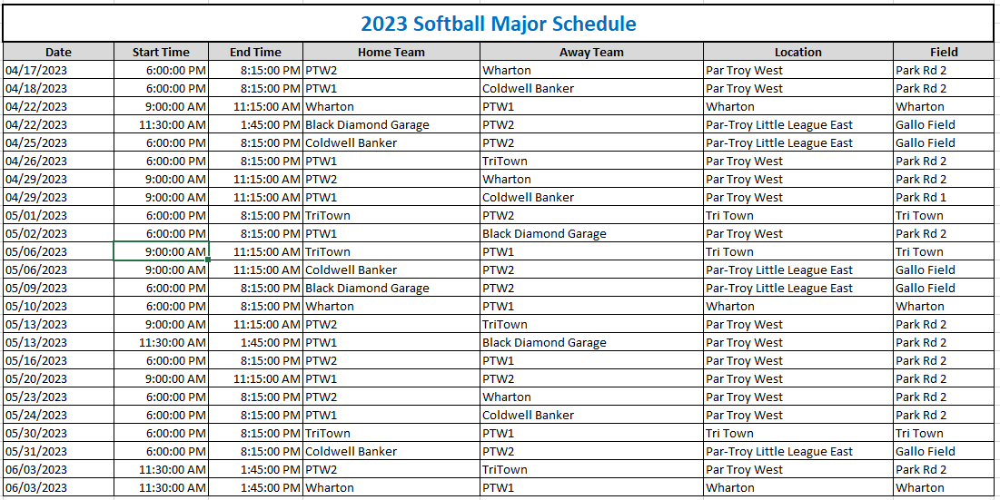 2023 Softball Major Schedule
Date Start Time End Time Home Team Away Team Location Field
04/17/2023 6:00:00 PM 8:15:00 PM PTW2 Wharton Par Troy West Park Rd 2
04/18/2023 6:00:00 PM 8:15:00 PM PTW1 Coldwell Banker Par Troy West Park Rd 2
04/22/2023 9:00:00 AM 11:15:00 AM Wharton PTW1 Wharton Wharton
04/22/2023 11:30:00 AM 1:45:00 PM Black Diamond Garage PTW2 Par-Troy Little League East Gallo Field
04/25/2023 6:00:00 PM 8:15:00 PM Coldwell Banker PTW2 Par-Troy Little League East Gallo Field
04/26/2023 6:00:00 PM 8:15:00 PM PTW1 TriTown Par Troy West Park Rd 2
04/29/2023 9:00:00 AM 11:15:00 AM PTW2 Wharton Par Troy West Park Rd 2
04/29/2023 9:00:00 AM 11:15:00 AM PTW1 Coldwell Banker Par Troy West Park Rd 1
05/01/2023 6:00:00 PM 8:15:00 PM TriTown PTW2 Tri Town Tri Town
05/02/2023 6:00:00 PM 8:15:00 PM PTW1 Black Diamond Garage Par Troy West Park Rd 2
05/06/2023 9:00:00 AM 11:15:00 AM TriTown PTW1 Tri Town Tri Town
05/06/2023 9:00:00 AM 11:15:00 AM Coldwell Banker PTW2 Par-Troy Little League East Gallo Field
05/09/2023 6:00:00 PM 8:15:00 PM Black Diamond Garage PTW2 Par-Troy Little League East Gallo Field
05/10/2023 6:00:00 PM 8:15:00 PM Wharton PTW1 Wharton Wharton
05/13/2023 9:00:00 AM 11:15:00 AM PTW2 TriTown Par Troy West Park Rd 2
05/13/2023 11:30:00 AM 1:45:00 PM PTW1 Black Diamond Garage Par Troy West Park Rd 2
05/16/2023 6:00:00 PM 8:15:00 PM PTW2 PTW1 Par Troy West Park Rd 2
05/20/2023 9:00:00 AM 11:15:00 AM PTW1 PTW2 Par Troy West Park Rd 2
05/23/2023 6:00:00 PM 8:15:00 PM PTW2 Wharton Par Troy West Park Rd 2
05/24/2023 6:00:00 PM 8:15:00 PM PTW1 Coldwell Banker Par Troy West Park Rd 2
05/30/2023 6:00:00 PM 8:15:00 PM TriTown PTW1 Tri Town Tri Town
05/31/2023 6:00:00 PM 8:15:00 PM Coldwell Banker PTW2 Par-Troy Little League East Gallo Field
06/03/2023 11:30:00 AM 1:45:00 PM PTW2 TriTown Par Troy West Park Rd 2
06/03/2023 11:30:00 AM 1:45:00 PM Wharton PTW1 Wharton Wharton